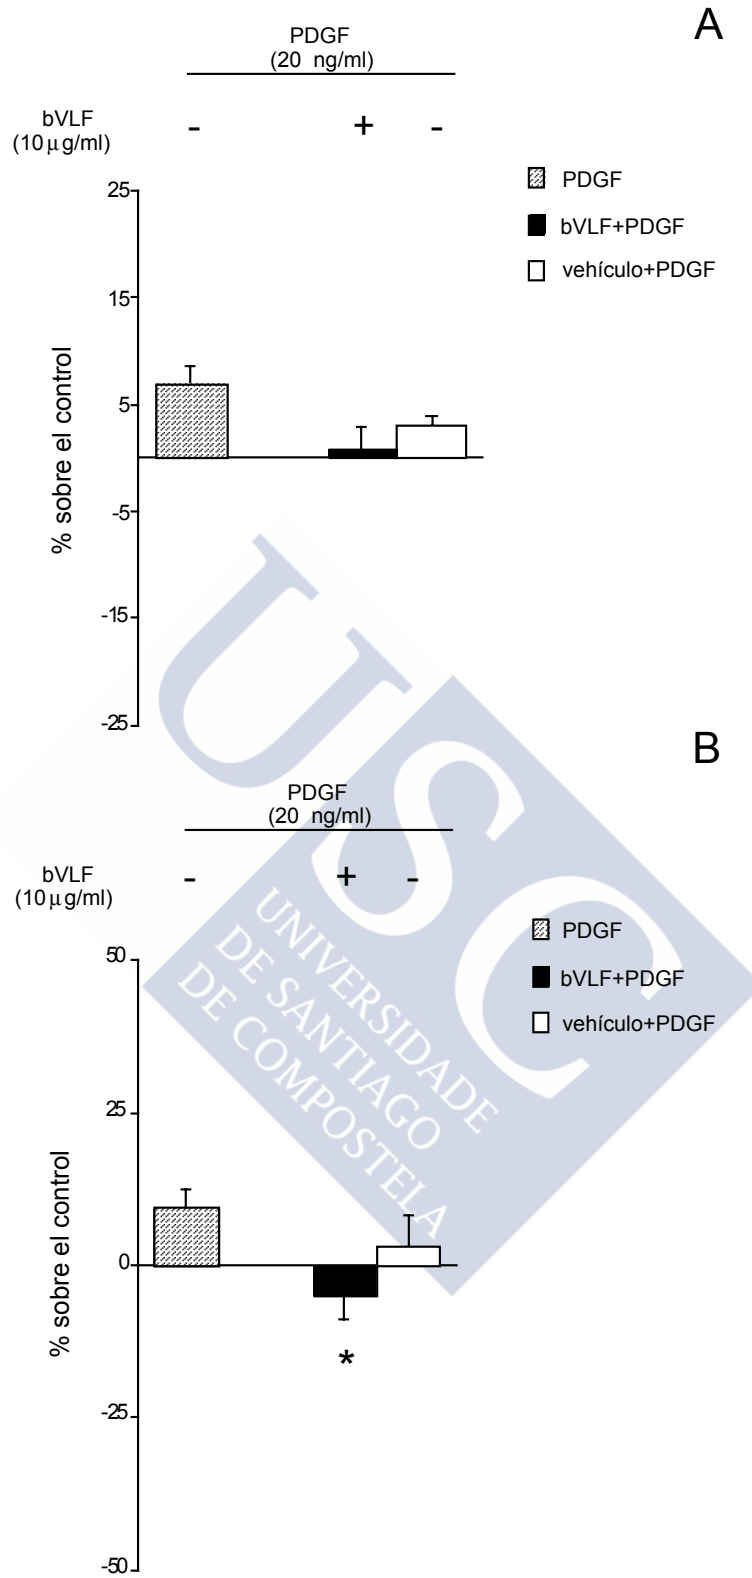 A
PDGF
(20 ng/ml)
bVLF
(10 µg/ml)
- + -
PDGF
bVLF+PDGF
vehículo+PDGF
% sobre el control
25
15
5
-5
-15
-25
B
PDGF
(20 ng/ml)
bVLF
(10 µg/ml)
- + -
PDGF
bVLF+PDGF
vehículo+PDGF
% sobre el control
50
25
0
-25
-50
*
USC
UNIVERSIDADE
DE SANTIAGO
DE COMPOSTELA